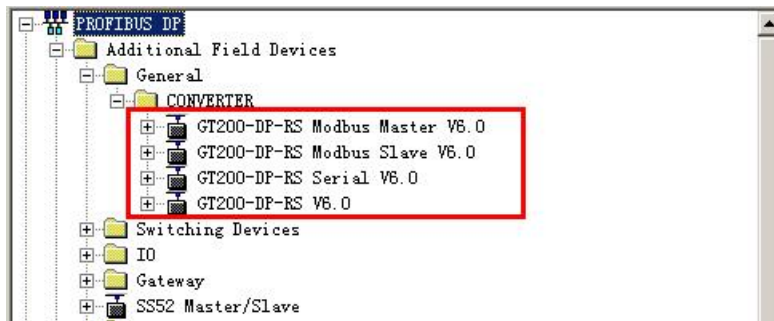 PROFIBUS DP
Additional Field Devices
General
CONVERTER
GT200-DP-RS Modbus Master V6.0
GT200-DP-RS Modbus Slave V6.0
GT200-DP-RS Serial V6.0
GT200-DP-RS V6.0
Switching Devices
IO
Gateway
SS52 Master/Slave